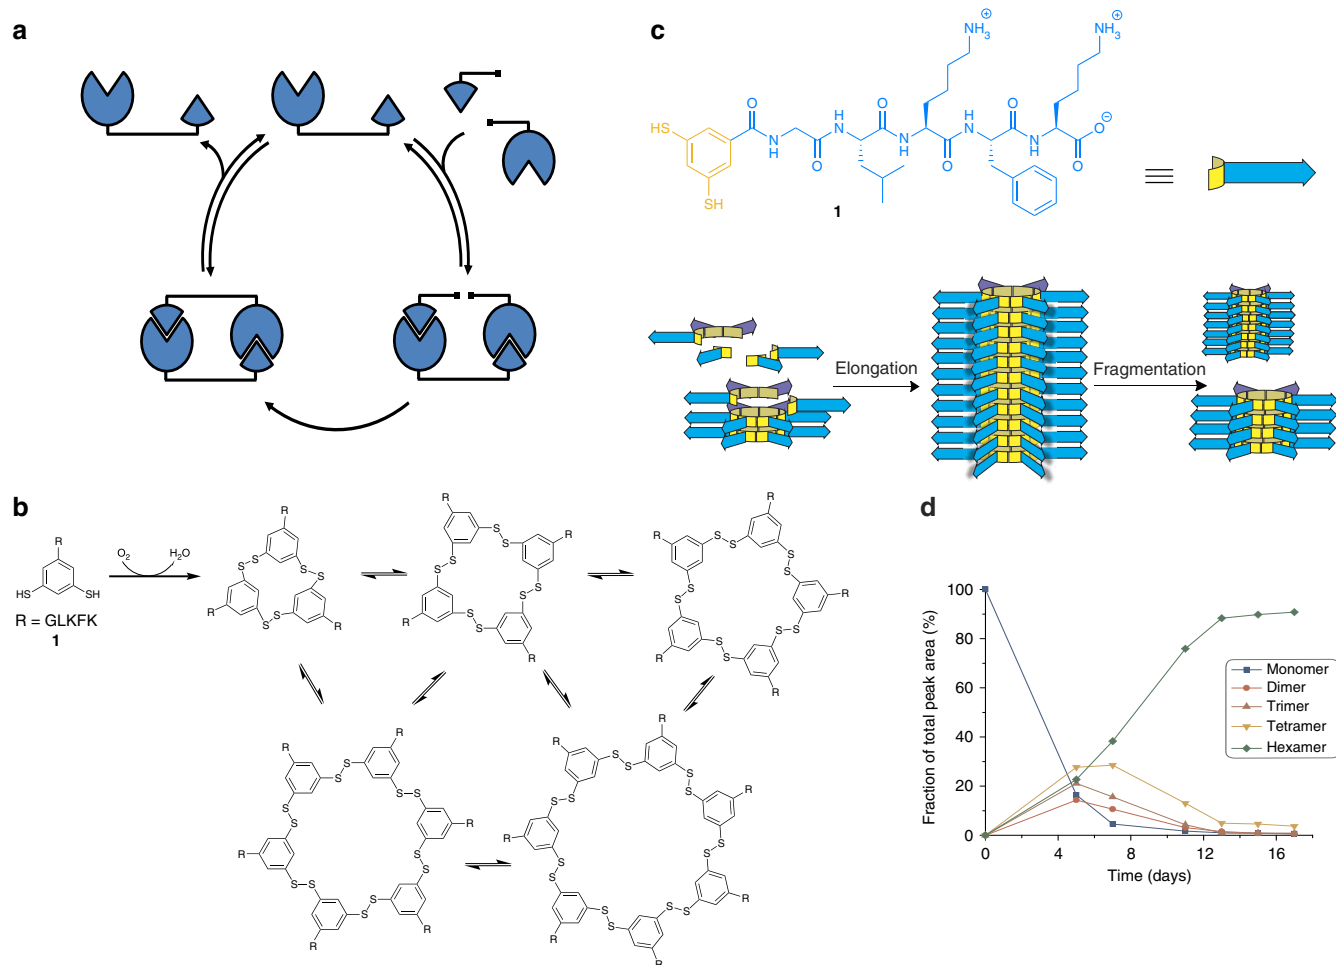 a
c
HS
SH
O
N
H
H
N
O
O
N
H
NH3
⊕
O
H
N
O
O
N
H
NH3
⊕
O
O
⊖
1
Elongation
Fragmentation
b
R
HS
SH
O2
H2O
R = GLKFK
1
R
R
R
S–S
S–S
S–S
R
R
R
R
S–S
S–S
S–S
S–S
R
R
R
R
R
S–S
S–S
S–S
S–S
S–S
R
R
R
R
R
R
S–S
S–S
S–S
S–S
S–S
S–S
R
R
R
R
R
R
R
S–S
S–S
S–S
S–S
S–S
S–S
S–S
d
Fraction of total peak area (%)
100
80
60
40
20
0
0
4
8
12
16
Time (days)
Monomer
Dimer
Trimer
Tetramer
Hexamer